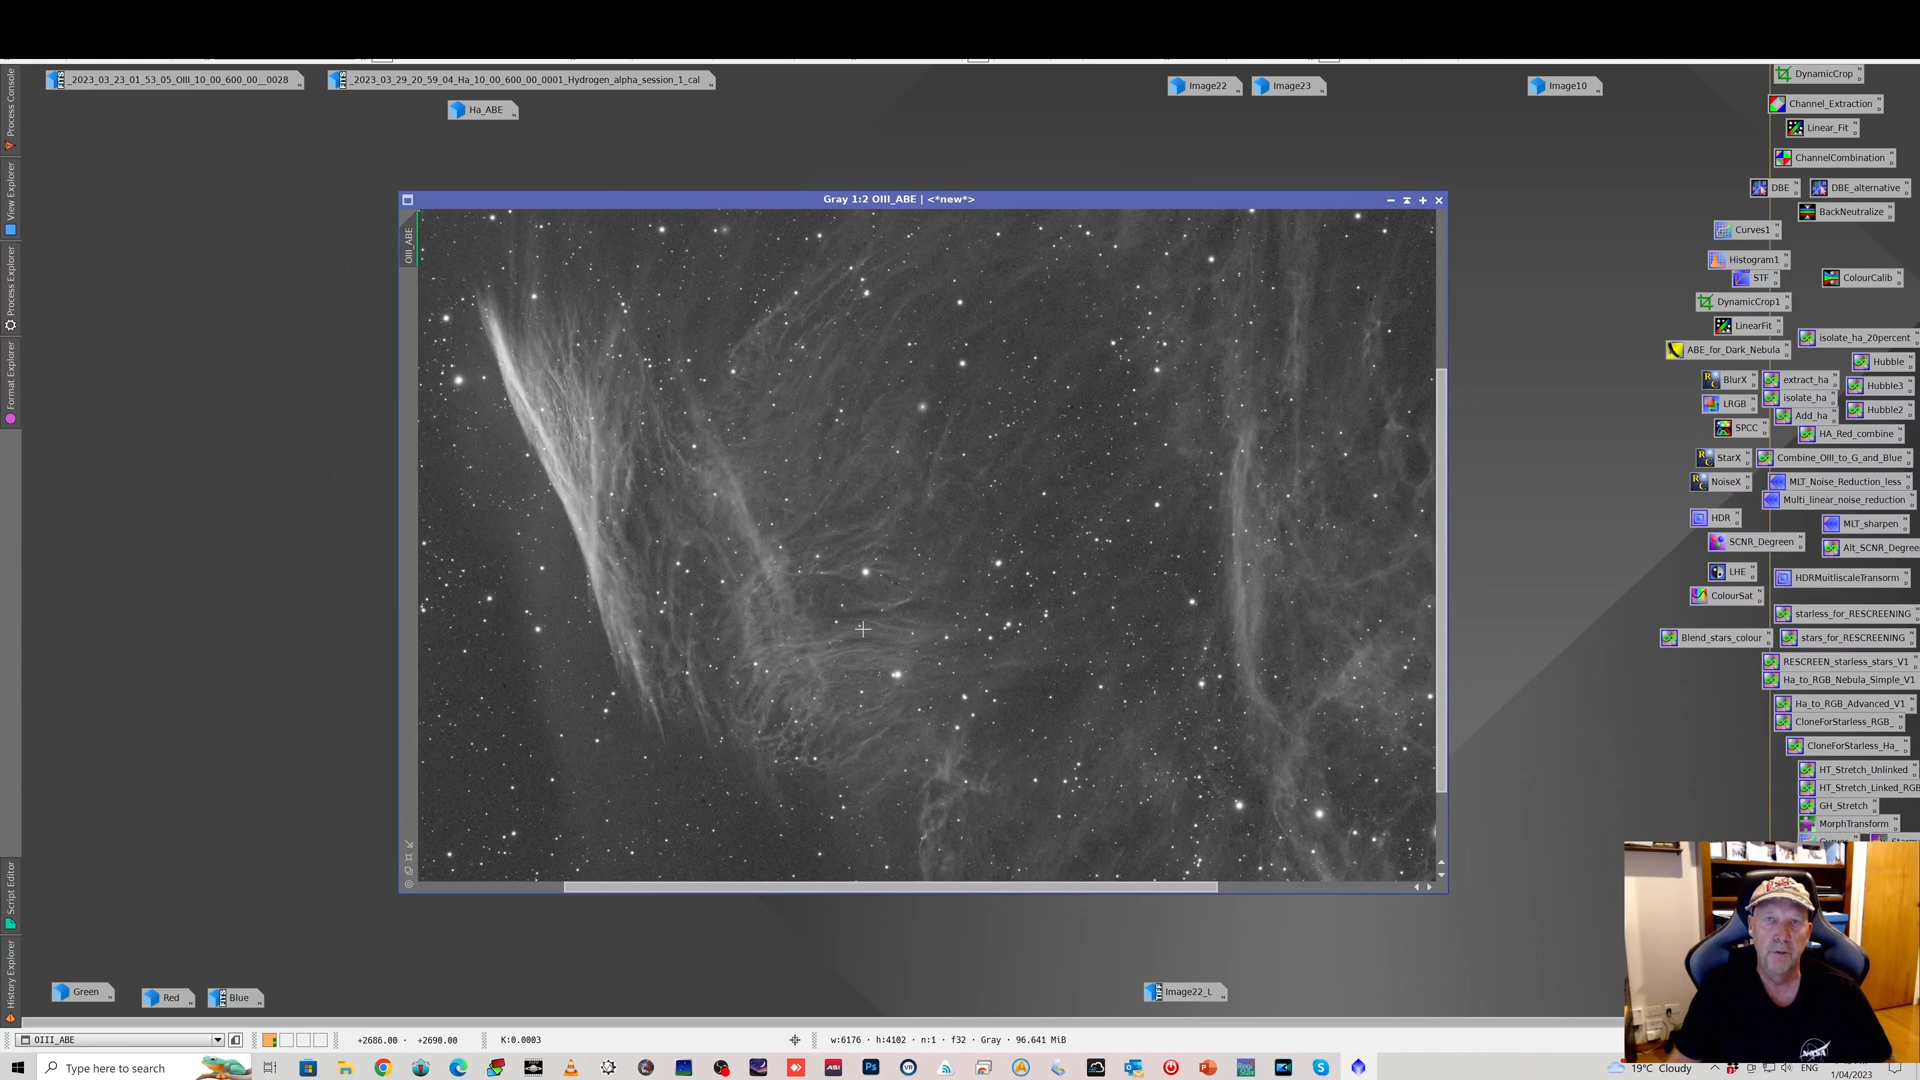 _2023_03_23_01_53_05_OIII_10_00_600_00__0028
_2023_03_29_20_59_04_Ha_10_00_600_00_0001_Hydrogen_alpha_session_1_cal
Ha_ABE
Image22
Image23
Image10
Process Console
View Explorer
Process Explorer
Format Explorer
Script Editor
History Explorer
Gray 1:2 OIII_ABE | <*new*>
OIII_ABE
DynamicCrop
Channel_Extraction
Linear_Fit
ChannelCombination
DBE
DBE_alternative
BackNeutralize
Curves1
Histogram1
STF
ColourCalib
DynamicCrop1
LinearFit
isolate_ha_20percent
ABE_for_Dark_Nebula
Hubble
BlurX
extract_ha
Hubble3
isolate_ha
LRGB
Hubble2
Add_ha
SPCC
HA_Red_combine
StarX
Combine_OIII_to_G_and_Blue
NoiseX
MLT_Noise_Reduction_less
Multi_linear_noise_reduction
HDR
MLT_sharpen
SCNR_Degreen
Alt_SCNR_Degree
LHE
HDRMuitliscaleTransorm
ColourSat
starless_for_RESCREENING
Blend_stars_colour
stars_for_RESCREENING
RESCREEN_starless_stars_V1
Ha_to_RGB_Nebula_Simple_V1
Ha_to_RGB_Advanced_V1
CloneForStarless_RGB_
CloneForStarless_Ha_
HT_Stretch_Unlinked
HT_Stretch_Linked_RGB
GH_Stretch
MorphTransform
Green
Red
Blue
Image22_L
OIII_ABE
+2686.00 · +2690.00
K:0.0003
w:6176 · h:4102 · n:1 · f32 · Gray · 96.641 MiB
Type here to search
19°C Cloudy
ENG
1/04/2023
NASA